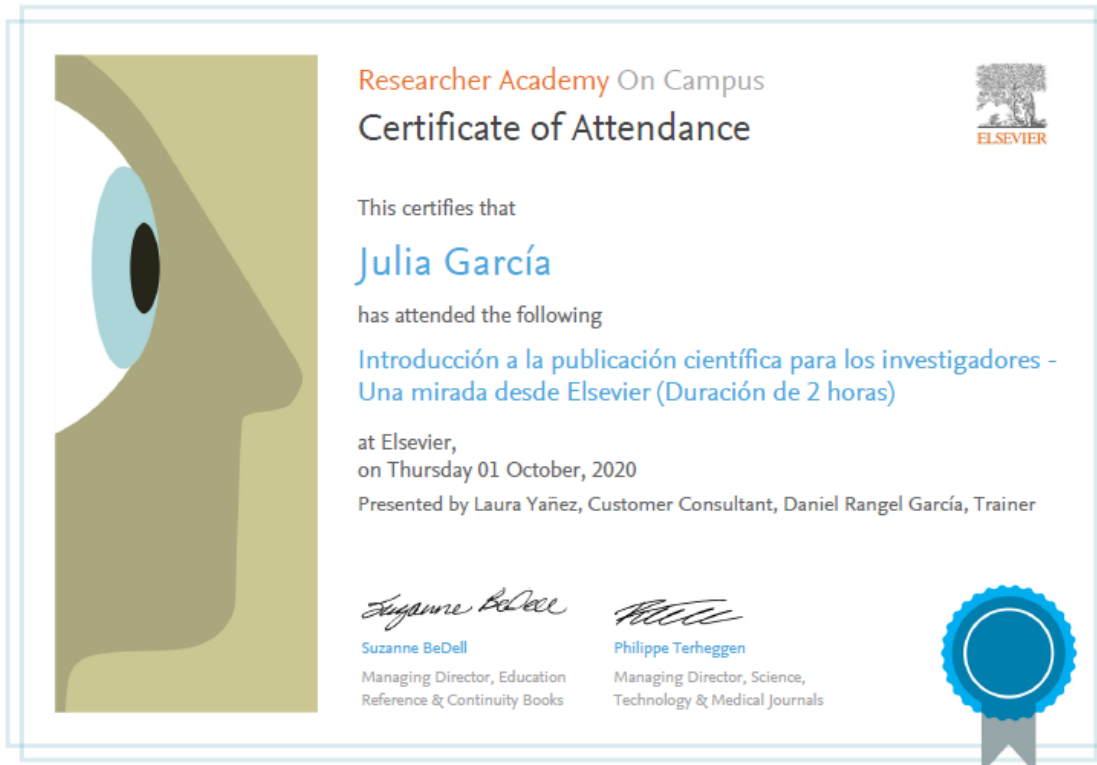 Researcher Academy On Campus
Certificate of Attendance
ELSEVIER
This certifies that
Julia García
has attended the following
Introducción a la publicación científica para los investigadores -
Una mirada desde Elsevier (Duración de 2 horas)
at Elsevier,
on Thursday 01 October, 2020
Presented by Laura Yañez, Customer Consultant, Daniel Rangel García, Trainer
Suzanne BeDell
Suzanne BeDell
Managing Director, Education
Reference & Continuity Books
Philippe Terheggen
Managing Director, Science,
Technology & Medical Journals